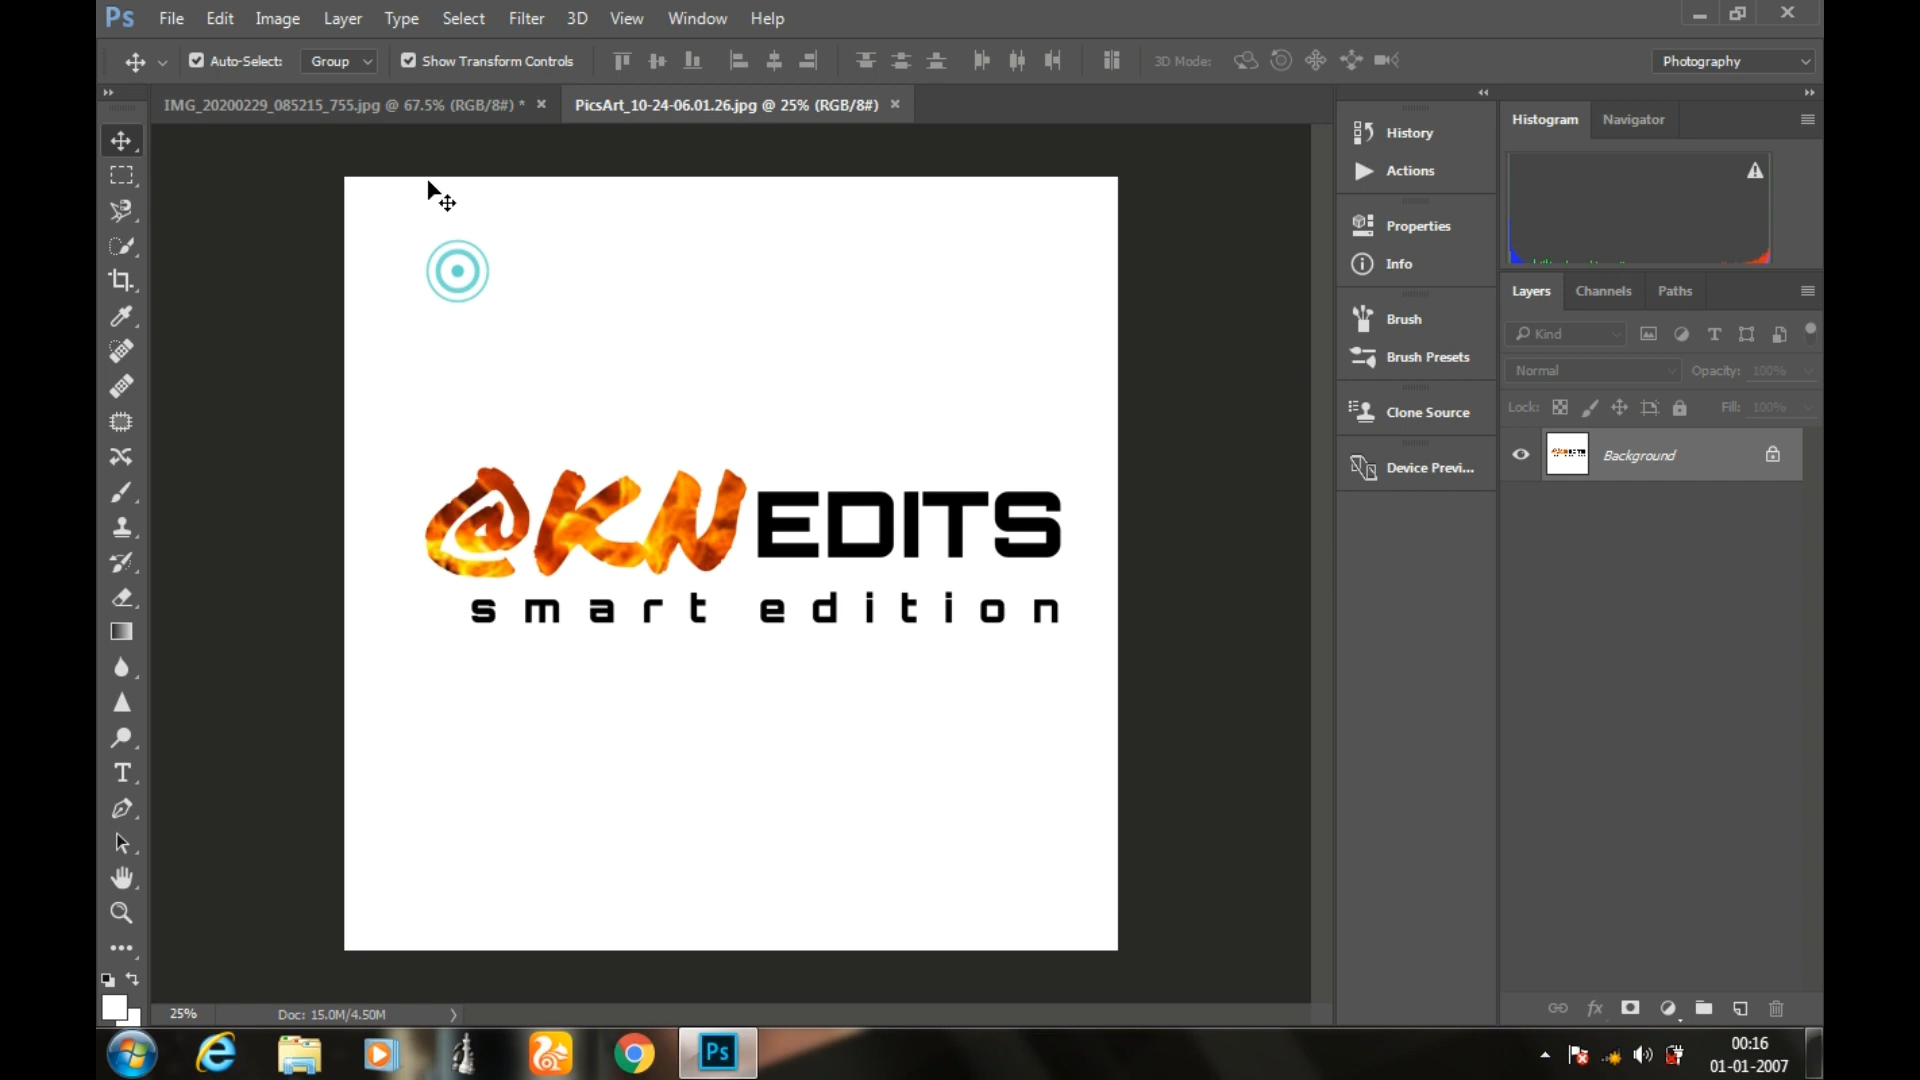 Ps File Edit Image Layer Type Select Filter 3D View Window Help
Auto-Select: Group Show Transform Controls 3D Mode: Photography
IMG_20200229_085215_755.jpg @ 67.5% (RGB/8#) * × PicsArt_10-24-06.01.26.jpg @ 25% (RGB/8#) ×
History
Actions
Properties
Info
Brush
Brush Presets
Clone Source
Device Previ...
Histogram Navigator
Layers Channels Paths
Kind
Normal Opacity: 100%
Lock: Fill: 100%
Background
@KN EDITS
smart edition
25% Doc: 15.0M/4.50M
fx
Ps
00:16
01-01-2007